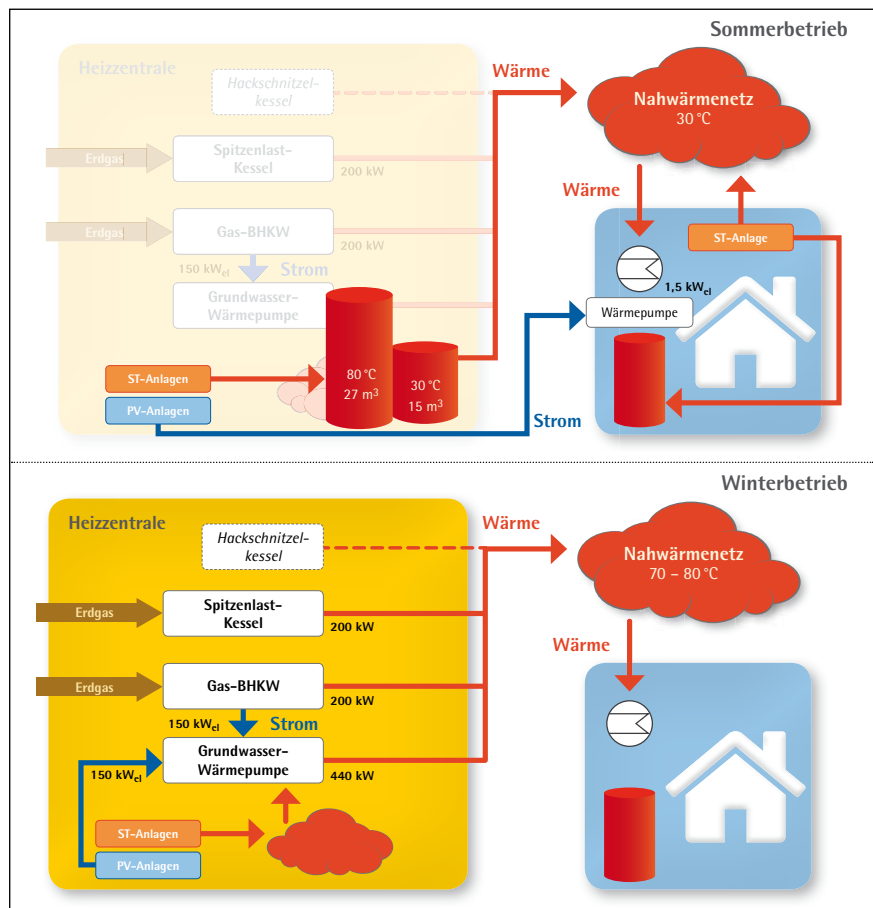 Sommerbetrieb
Heizzentrale
Hackschnitzel-
kessel
Wärme
Nahwärmenetz
30 °C
Erdgas
Spitzenlast-
Kessel
200 kW
Wärme
Erdgas
Gas-BHKW
200 kW
ST-Anlage
150 kWel
Strom
Grundwasser-
Wärmepumpe
1,5 kWel
Wärmepumpe
ST-Anlagen
80 °C
27 m³
30 °C
15 m³
PV-Anlagen
Strom
Winterbetrieb
Heizzentrale
Hackschnitzel-
kessel
Wärme
Nahwärmenetz
70 – 80 °C
Erdgas
Spitzenlast-
Kessel
200 kW
Wärme
Erdgas
Gas-BHKW
200 kW
150 kWel
Strom
Grundwasser-
Wärmepumpe
150 kWel
440 kW
ST-Anlagen
PV-Anlagen